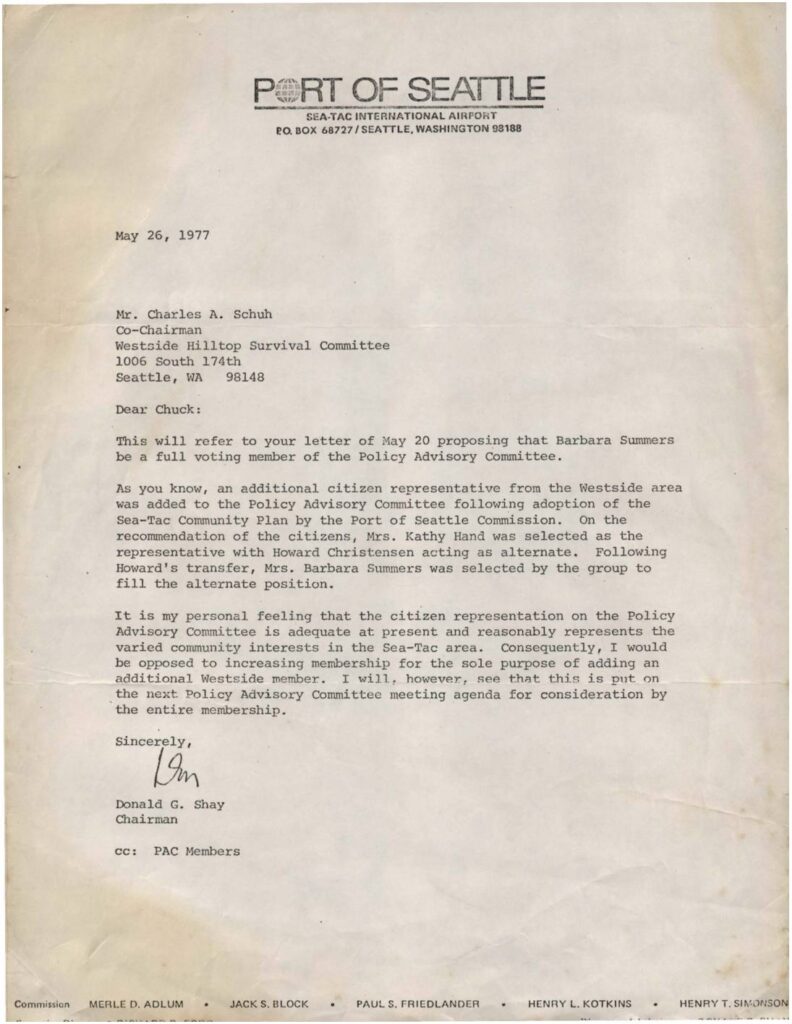 PORT OF SEATTLE
SEA-TAC INTERNATIONAL AIRPORT
P.O. BOX 68727 / SEATTLE, WASHINGTON 98188
May 26, 1977
Mr. Charles A. Schuh
Co-Chairman
Westside Hilltop Survival Committee
1006 South 174th
Seattle, WA 98148
Dear Chuck:
This will refer to your letter of May 20 proposing that Barbara Summers
be a full voting member of the Policy Advisory Committee.
As you know, an additional citizen representative from the Westside area
was added to the Policy Advisory Committee following adoption of the
Sea-Tac Community Plan by the Port of Seattle Commission. On the
recommendation of the citizens, Mrs. Kathy Hand was selected as the
representative with Howard Christensen acting as alternate. Following
Howard's transfer, Mrs. Barbara Summers was selected by the group to
fill the alternate position.
It is my personal feeling that the citizen representation on the Policy
Advisory Committee is adequate at present and reasonably represents the
varied community interests in the Sea-Tac area. Consequently, I would
be opposed to increasing membership for the sole purpose of adding an
additional Westside member. I will, however, see that this is put on
the next Policy Advisory Committee meeting agenda for consideration by
the entire membership.
Sincerely,
Don
Donald G. Shay
Chairman
cc: PAC Members
Commission MERLE D. ADLUM • JACK S. BLOCK • PAUL S. FRIEDLANDER • HENRY L. KOTKINS • HENRY T. SIMONSON